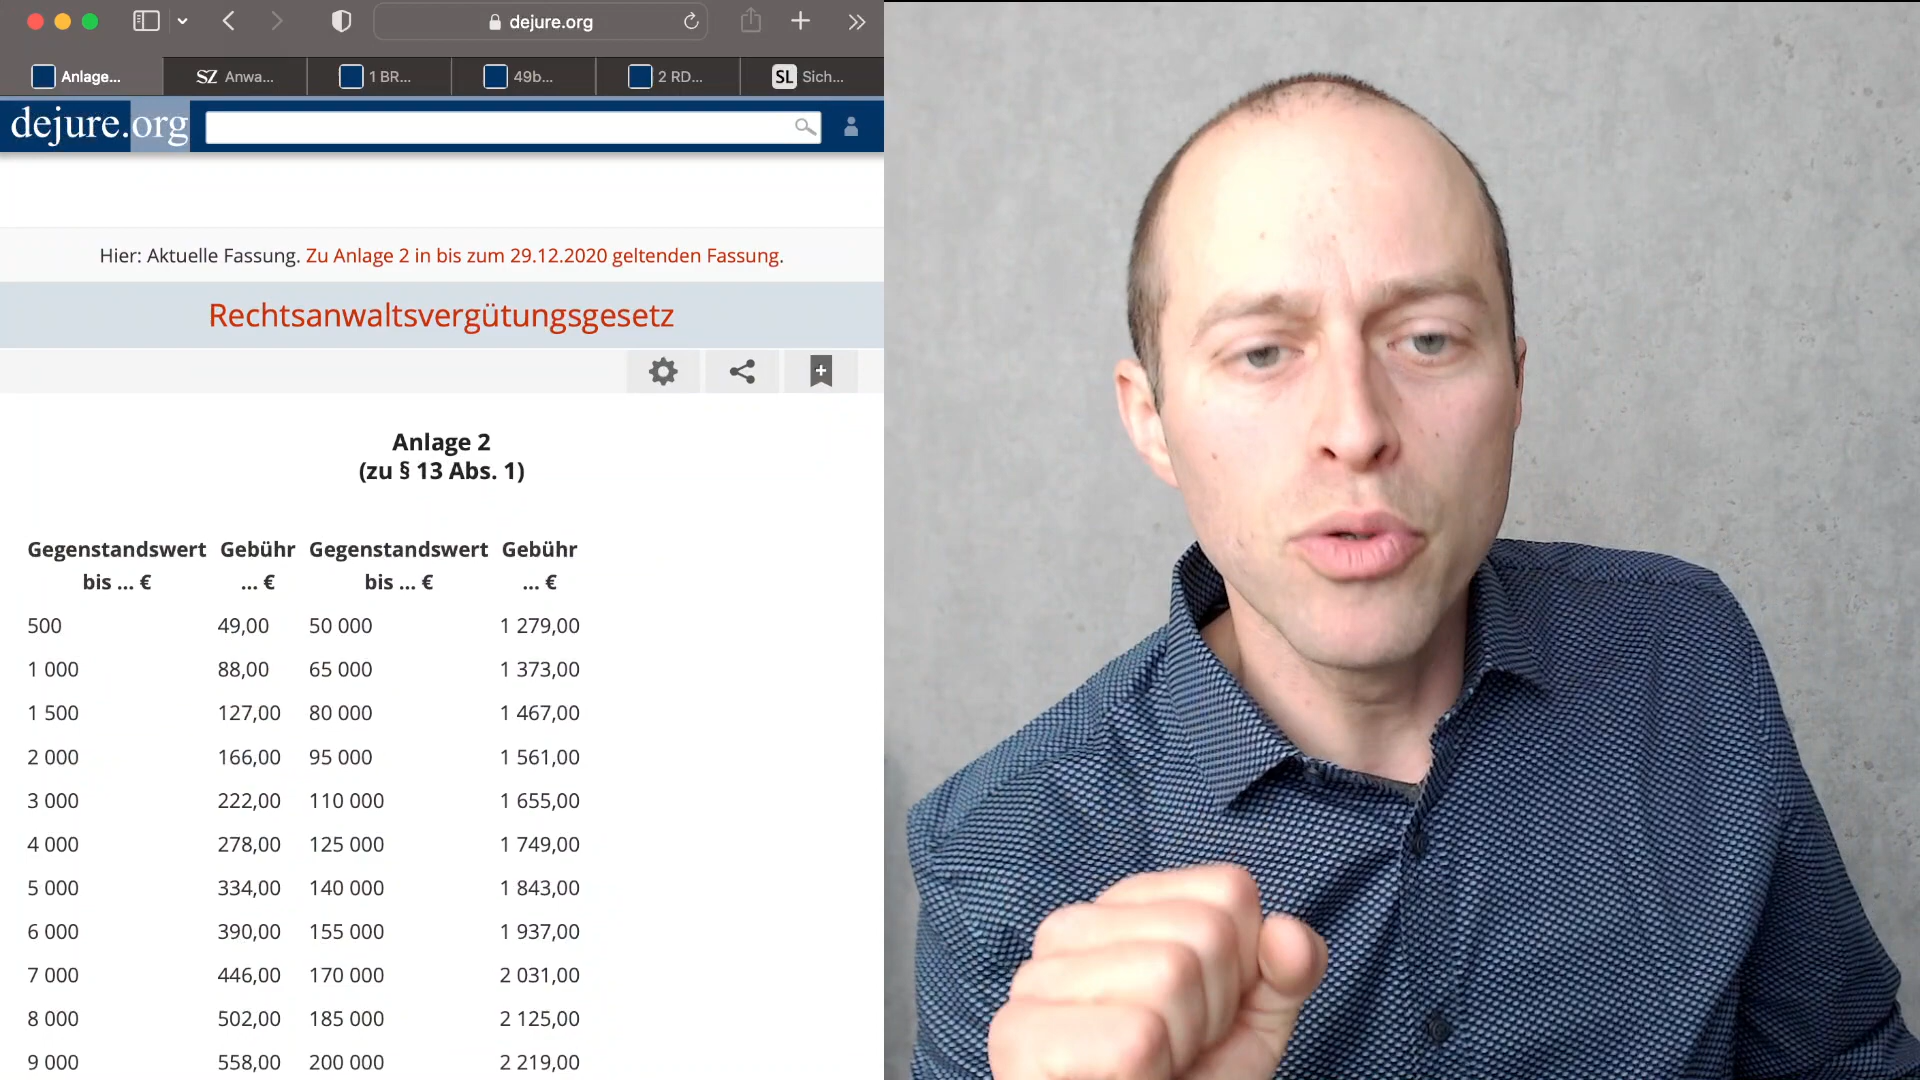 dejure.org
Anlage...
SZ Anwa...
1 BR...
49b...
2 RD...
SL Sich...
dejure.org
Hier: Aktuelle Fassung. Zu Anlage 2 in bis zum 29.12.2020 geltenden Fassung.
Rechtsanwaltsvergütungsgesetz
Anlage 2
(zu § 13 Abs. 1)
Gegenstandswert Gebühr Gegenstandswert Gebühr
bis ... € ... € bis ... € ... €
500 49,00 50 000 1 279,00
1 000 88,00 65 000 1 373,00
1 500 127,00 80 000 1 467,00
2 000 166,00 95 000 1 561,00
3 000 222,00 110 000 1 655,00
4 000 278,00 125 000 1 749,00
5 000 334,00 140 000 1 843,00
6 000 390,00 155 000 1 937,00
7 000 446,00 170 000 2 031,00
8 000 502,00 185 000 2 125,00
9 000 558,00 200 000 2 219,00